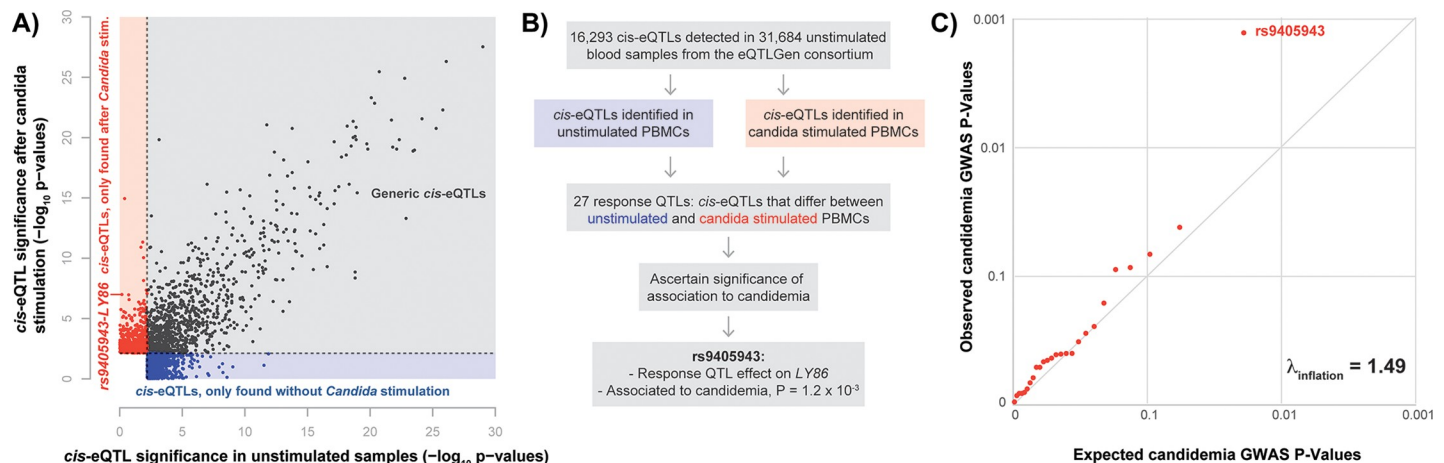 A)
cis-eQTL significance after candida
stimulation (−log10 p-values)
30
25
20
15
10
5
0
rs9405943-LY86
cis-eQTLs, only found after Candida stim.
Generic cis-eQTLs
cis-eQTLs, only found without Candida stimulation
0
5
10
15
20
25
30
cis-eQTL significance in unstimulated samples (−log10 p-values)
B)
16,293 cis-eQTLs detected in 31,684 unstimulated
blood samples from the eQTLGen consortium
cis-eQTLs identified in
unstimulated PBMCs
cis-eQTLs identified in
candida stimulated PBMCs
27 response QTLs: cis-eQTLs that differ between
unstimulated and candida stimulated PBMCs
Ascertain significance of
association to candidemia
rs9405943:
- Response QTL effect on LY86
- Associated to candidemia, P = 1.2 x 10-3
C)
Observed candidemia GWAS P-Values
0.001
0.01
0.1
0
rs9405943
λinflation = 1.49
0
0.1
0.01
0.001
Expected candidemia GWAS P-Values